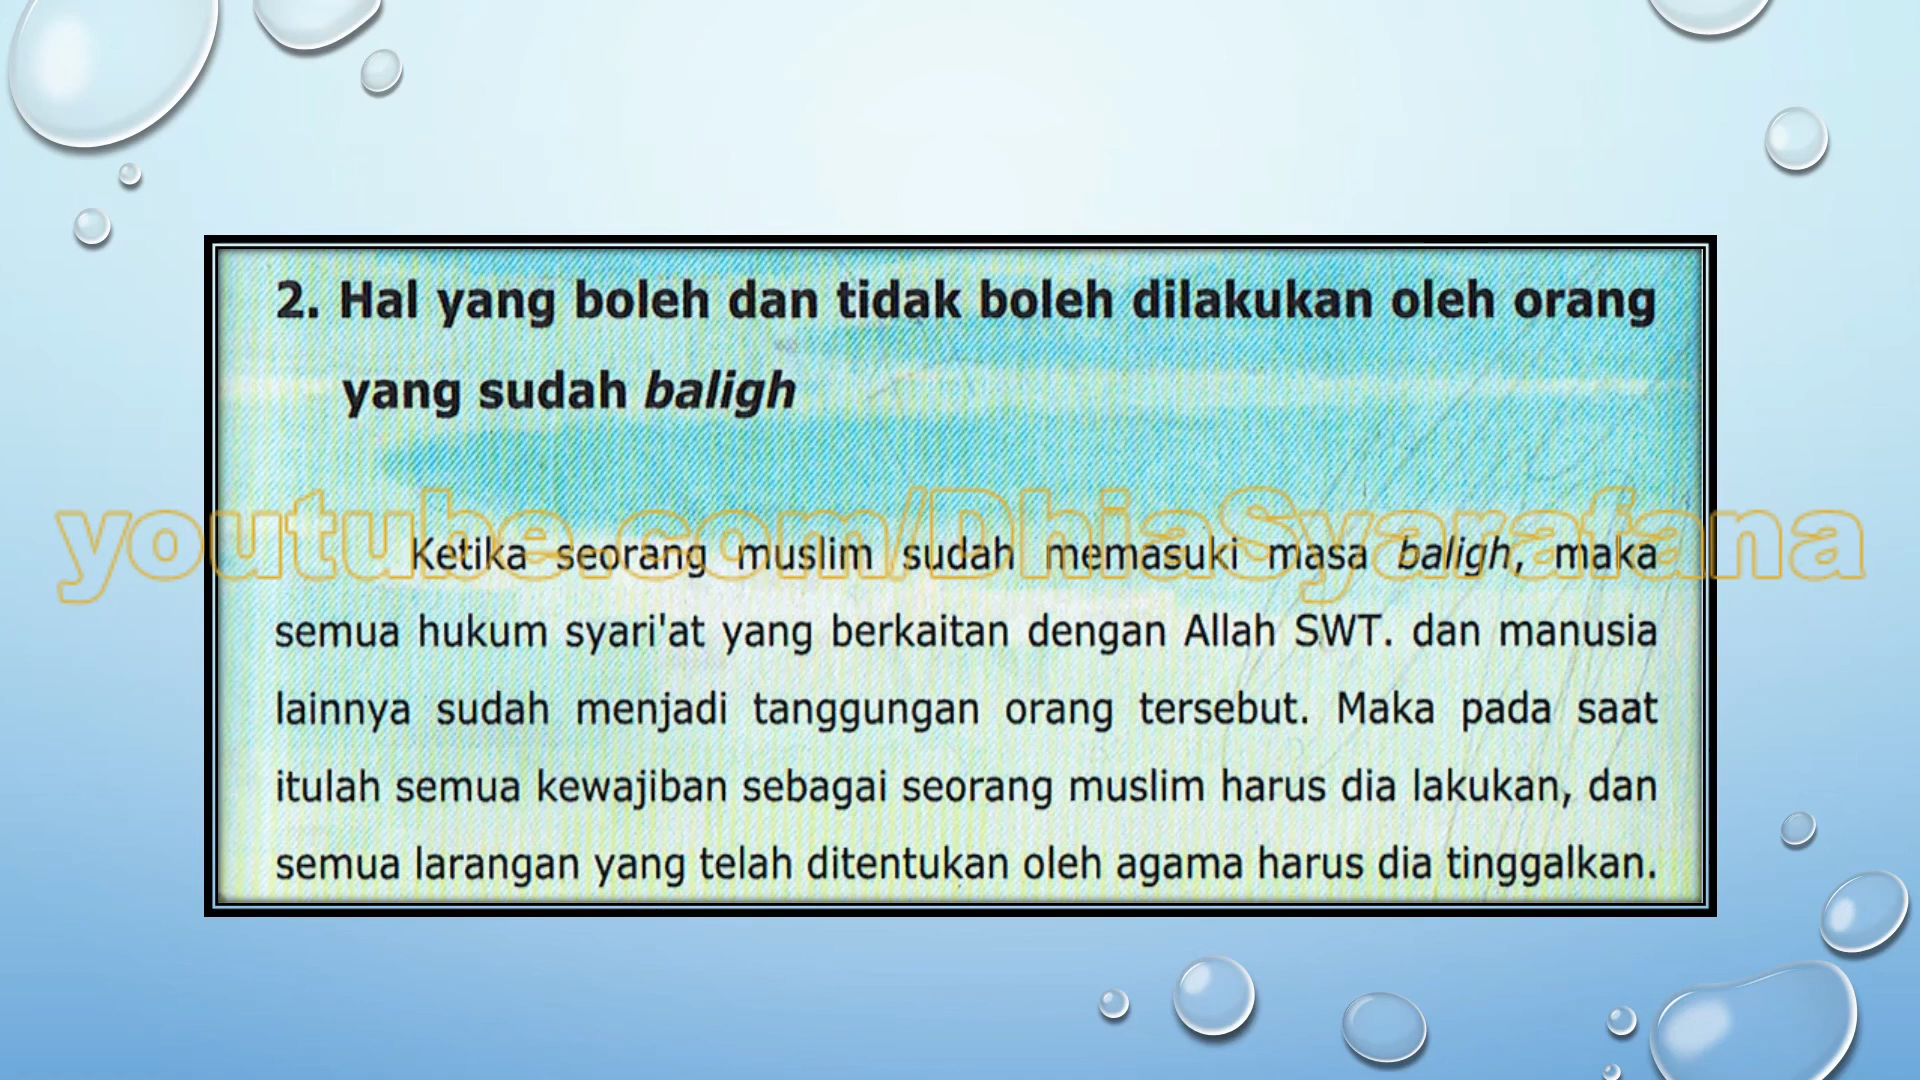 2. Hal yang boleh dan tidak boleh dilakukan oleh orang
yang sudah baligh
youtube.com/DhiaSyarafana
Ketika seorang muslim sudah memasuki masa baligh, maka
semua hukum syari'at yang berkaitan dengan Allah SWT. dan manusia
lainnya sudah menjadi tanggungan orang tersebut. Maka pada saat
itulah semua kewajiban sebagai seorang muslim harus dia lakukan, dan
semua larangan yang telah ditentukan oleh agama harus dia tinggalkan.